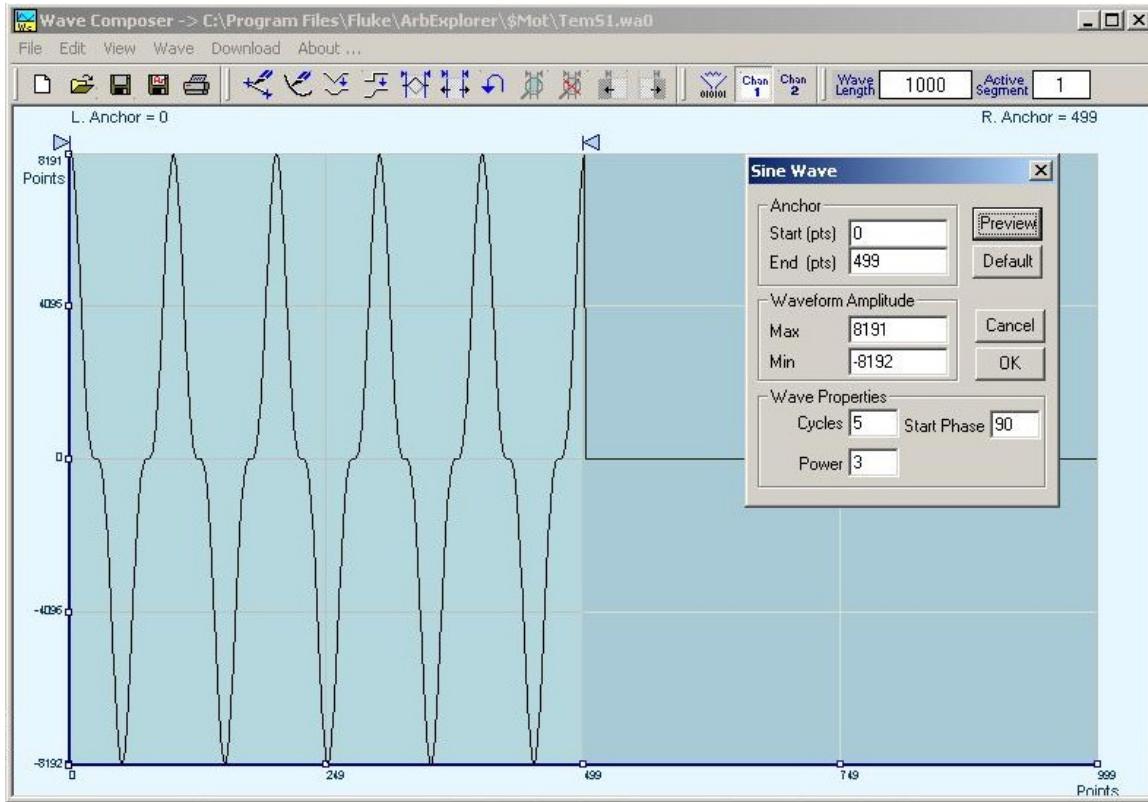 Wave Composer -> C:\Program Files\Fluke\ArbExplorer\$Mot\TemS1.wa0
File Edit View Wave Download About ...
010101
Chan 1
Chan 2
Wave Length 1000
Active Segment 1
L. Anchor = 0
R. Anchor = 499
8191
Points
4095
0
-4096
-8192
0 249 499 749 999
Points
Sine Wave
Anchor
Start (pts) 0
End (pts) 499
Preview
Default
Waveform Amplitude
Max 8191
Min -8192
Cancel
OK
Wave Properties
Cycles 5 Start Phase 90
Power 3